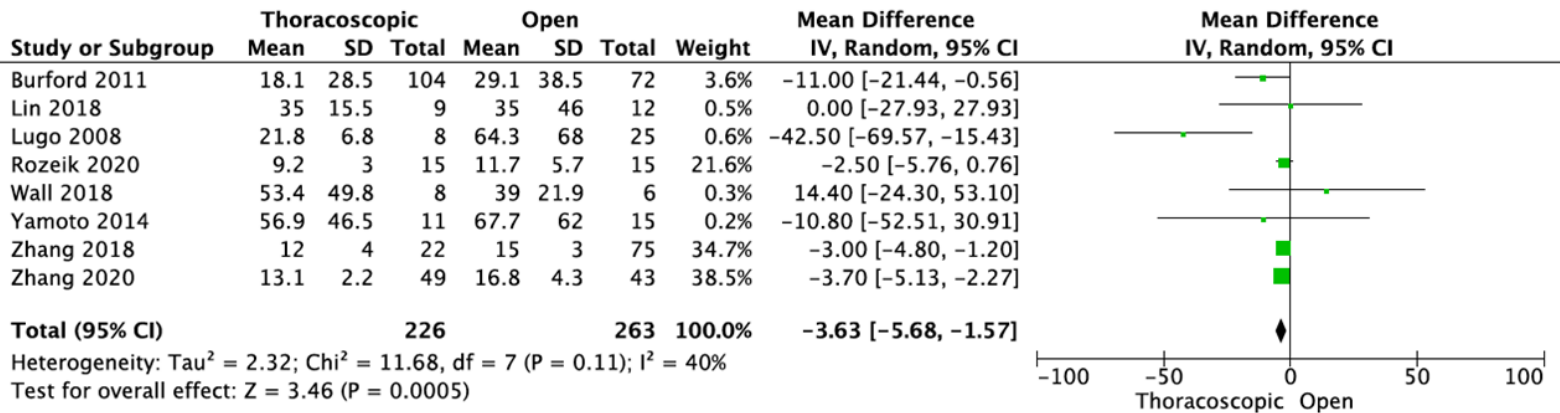 Thoracoscopic Open Mean Difference Mean Difference
Study or Subgroup Mean SD Total Mean SD Total Weight IV, Random, 95% CI IV, Random, 95% CI
Burford 2011 18.1 28.5 104 29.1 38.5 72 3.6% -11.00 [-21.44, -0.56]
Lin 2018 35 15.5 9 35 46 12 0.5% 0.00 [-27.93, 27.93]
Lugo 2008 21.8 6.8 8 64.3 68 25 0.6% -42.50 [-69.57, -15.43]
Rozeik 2020 9.2 3 15 11.7 5.7 15 21.6% -2.50 [-5.76, 0.76]
Wall 2018 53.4 49.8 8 39 21.9 6 0.3% 14.40 [-24.30, 53.10]
Yamoto 2014 56.9 46.5 11 67.7 62 15 0.2% -10.80 [-52.51, 30.91]
Zhang 2018 12 4 22 15 3 75 34.7% -3.00 [-4.80, -1.20]
Zhang 2020 13.1 2.2 49 16.8 4.3 43 38.5% -3.70 [-5.13, -2.27]
Total (95% CI) 226 263 100.0% -3.63 [-5.68, -1.57]
Heterogeneity: Tau² = 2.32; Chi² = 11.68, df = 7 (P = 0.11); I² = 40%
Test for overall effect: Z = 3.46 (P = 0.0005)
-100 -50 0 50 100
Thoracoscopic Open